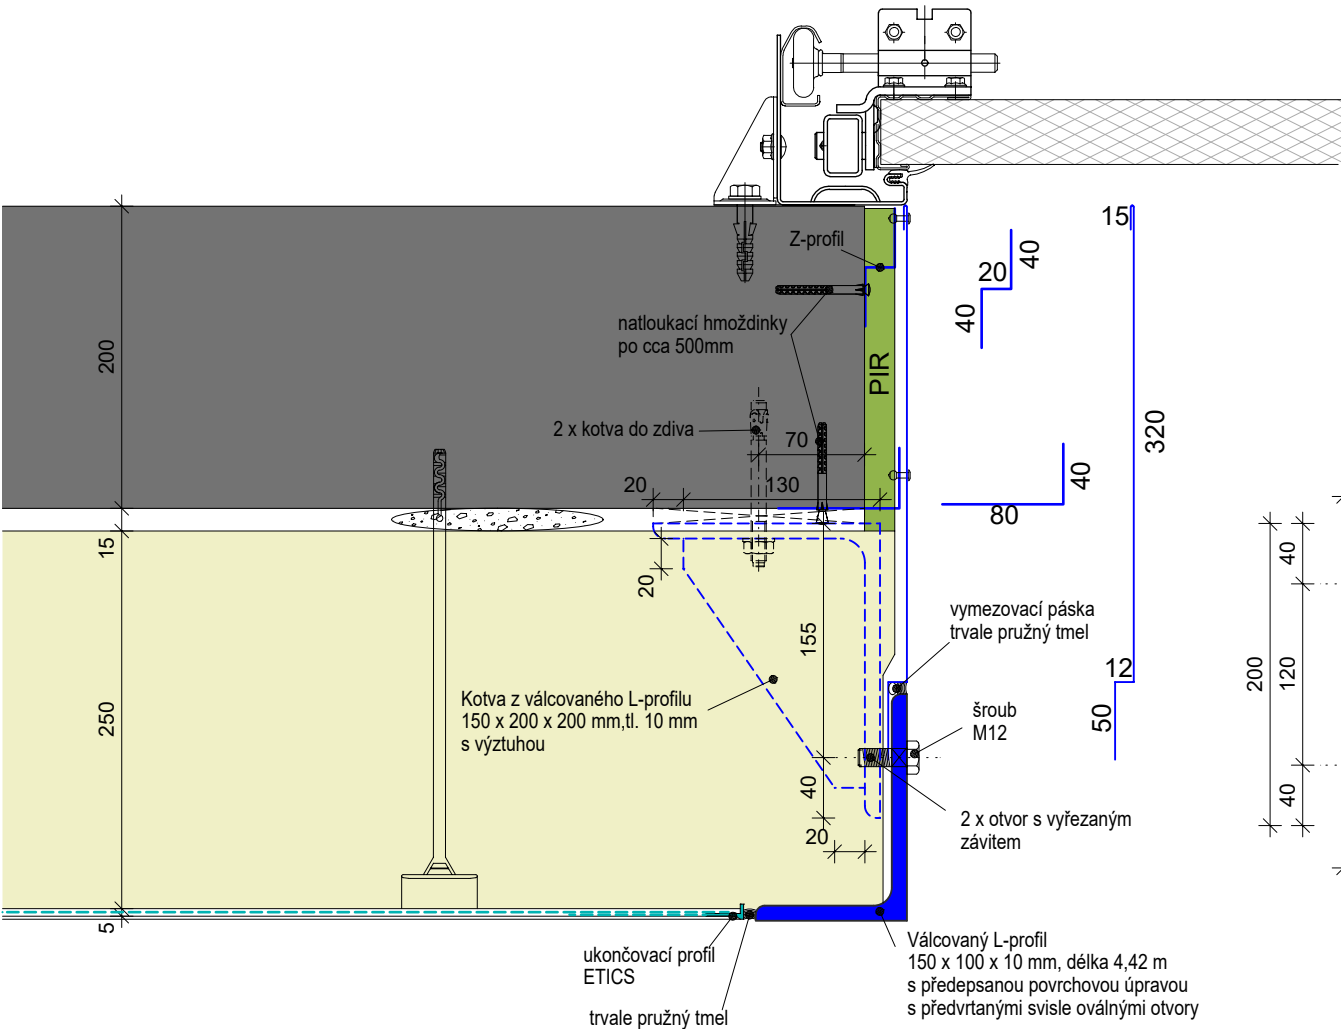 15
Z-profil
40
20
40
natloukací hmoždinky
po cca 500mm
200
PIR
2 x kotva do zdiva
70
320
40
20
130
80
15
40
20
vymezovací páska
trvale pružný tmel
155
12
200
120
Kotva z válcovaného L-profilu
150 x 200 x 200 mm,tl. 10 mm
s výztuhou
250
50
šroub
M12
40
40
20
2 x otvor s vyřezaným
závitem
5
ukončovací profil
ETICS
Válcovaný L-profil
150 x 100 x 10 mm, délka 4,42 m
s předepsanou povrchovou úpravou
s předvrtanými svisle oválnými otvory
trvale pružný tmel